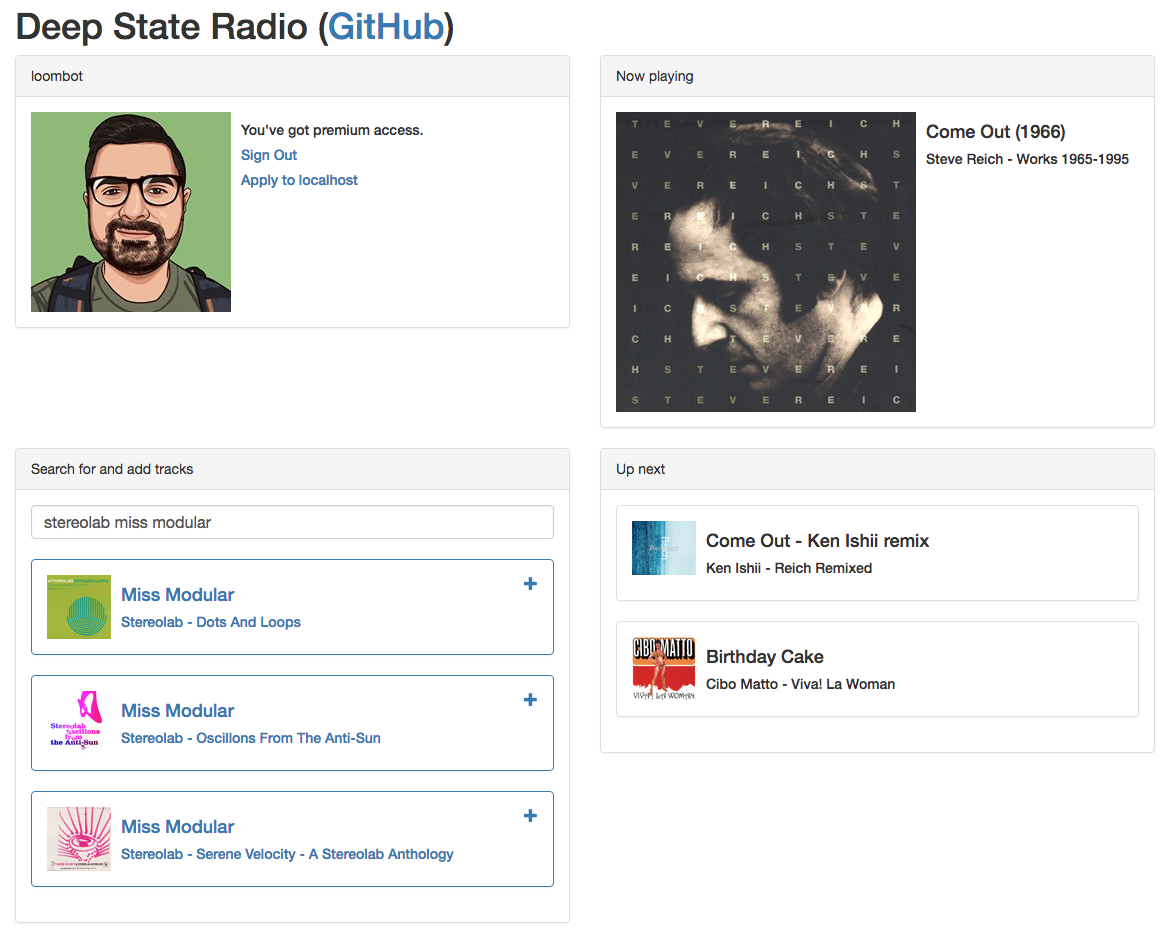 Deep State Radio (GitHub)
loombot
You've got premium access.
Sign Out
Apply to localhost
Now playing
T E V E R E I C H
E V E R E I C H S
V E R E I C H S T
E R E I C H S T E
R E I C H S T E V
E I C H S T E V E
I C H S T E V E R
C H S T E V E R E
H S T E V E R E I
S T E V E R E I C
Come Out (1966)
Steve Reich - Works 1965-1995
Search for and add tracks
stereolab miss modular
Miss Modular
Stereolab - Dots And Loops
+
Stereolab
Oscillons
from
the Anti-Sun
Miss Modular
Stereolab - Oscillons From The Anti-Sun
+
Miss Modular
Stereolab - Serene Velocity - A Stereolab Anthology
+
Up next
Reich
Remixed
Come Out - Ken Ishii remix
Ken Ishii - Reich Remixed
CIBO MATTO
VIVA! LA WOMAN
Birthday Cake
Cibo Matto - Viva! La Woman